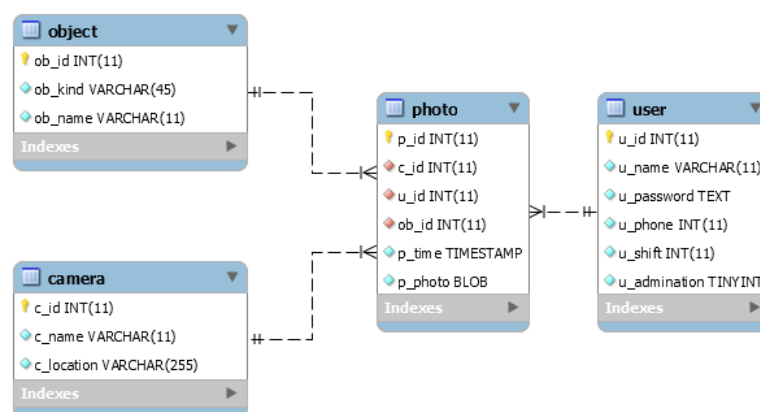 object
ob_id INT(11)
ob_kind VARCHAR(45)
ob_name VARCHAR(11)
Indexes
camera
c_id INT(11)
c_name VARCHAR(11)
c_location VARCHAR(255)
Indexes
photo
p_id INT(11)
c_id INT(11)
u_id INT(11)
ob_id INT(11)
p_time TIMESTAMP
p_photo BLOB
Indexes
user
u_id INT(11)
u_name VARCHAR(11)
u_password TEXT
u_phone INT(11)
u_shift INT(11)
u_admination TINYINT
Indexes